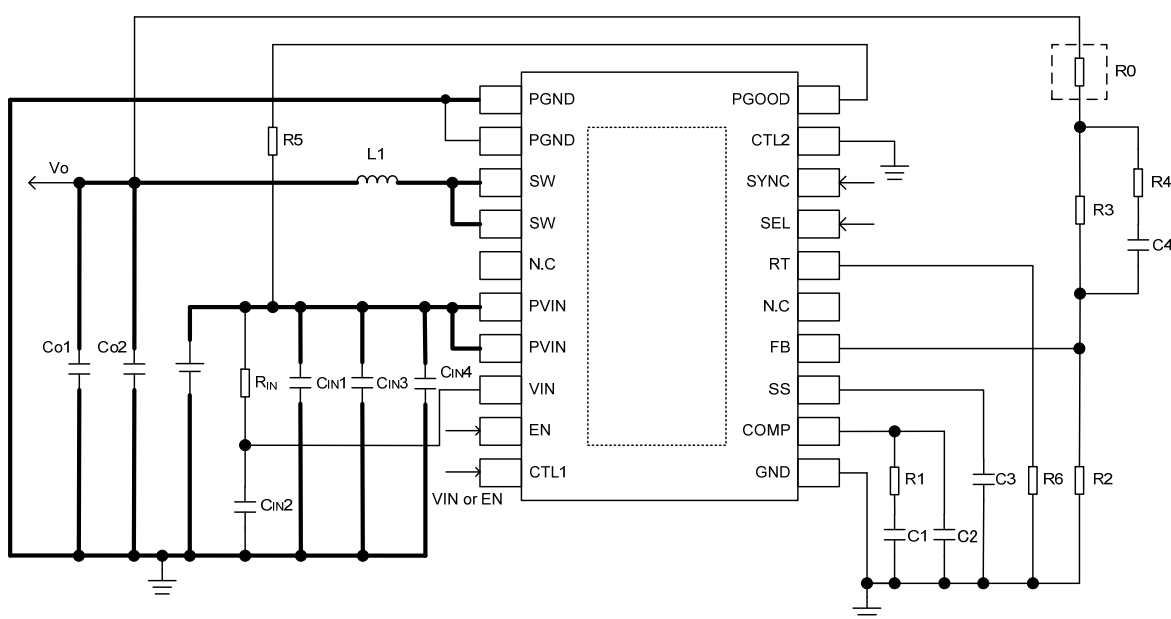 R0
PGND
PGOOD
R5
PGND
CTL2
Vo
L1
SW
SYNC
R4
SW
SEL
R3
C4
N.C
RT
PVIN
N.C
Co1
Co2
PVIN
FB
RIN
CIN1
CIN3
CIN4
VIN
SS
EN
COMP
CTL1
GND
R1
C3
R6
R2
VIN or EN
CIN2
C1
C2